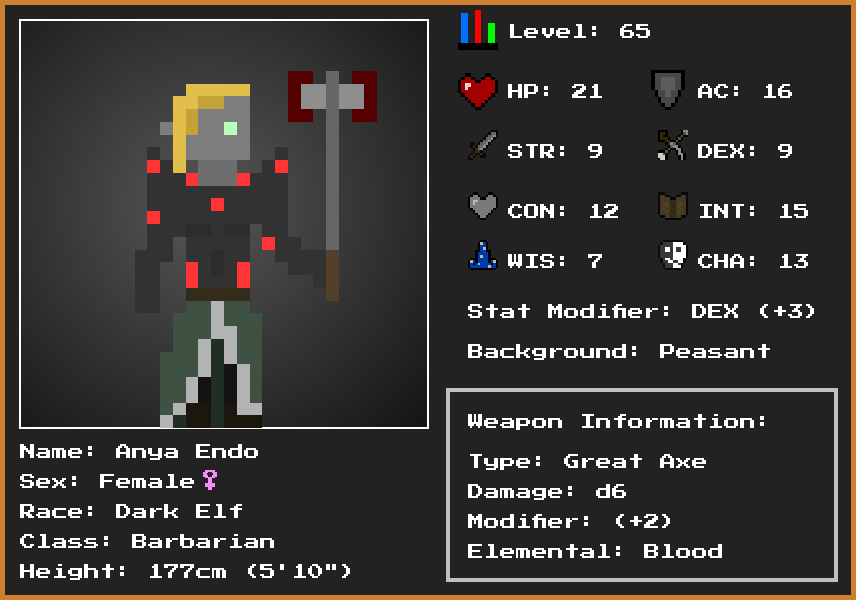 Level: 65
HP: 21
AC: 16
STR: 9
DEX: 9
CON: 12
INT: 15
WIS: 7
CHA: 13
Stat Modifier: DEX (+3)
Background: Peasant
Weapon Information:
Type: Great Axe
Damage: d6
Modifier: (+2)
Elemental: Blood
Name: Anya Endo
Sex: Female♀
Race: Dark Elf
Class: Barbarian
Height: 177cm (5'10")